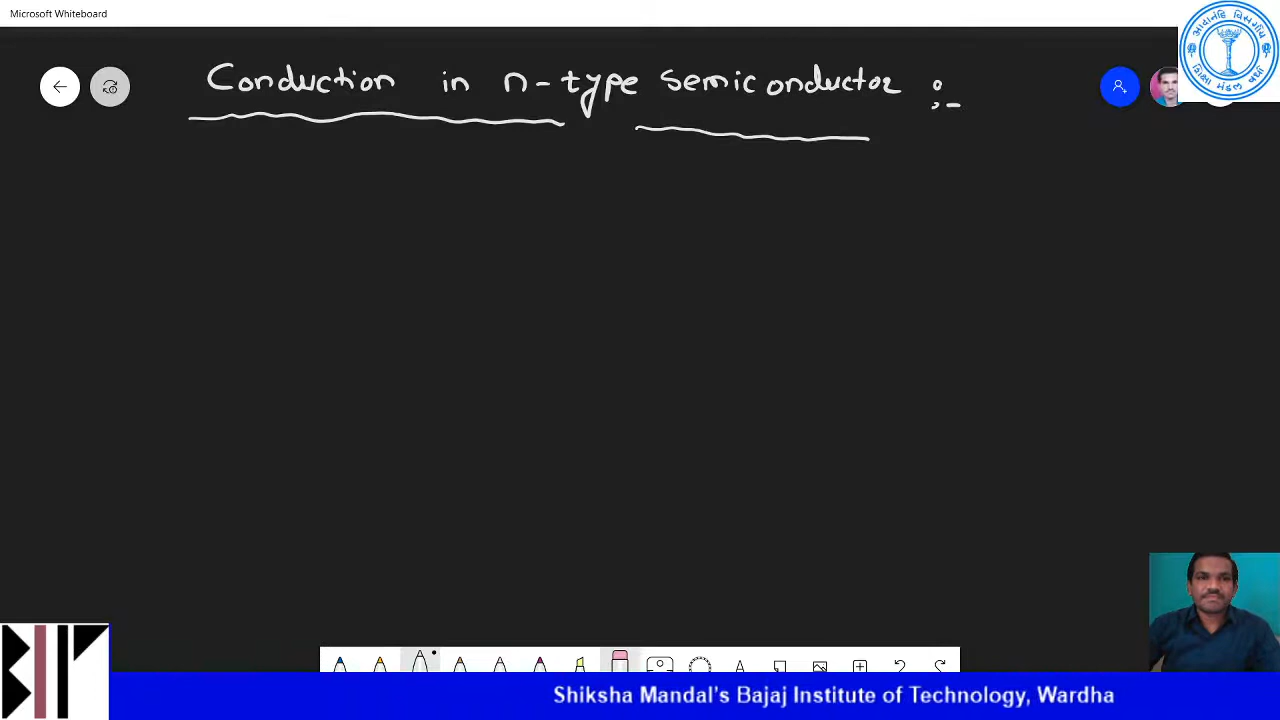 Microsoft Whiteboard
Conduction in n-type semiconductor :-
Shiksha Mandal's Bajaj Institute of Technology, Wardha